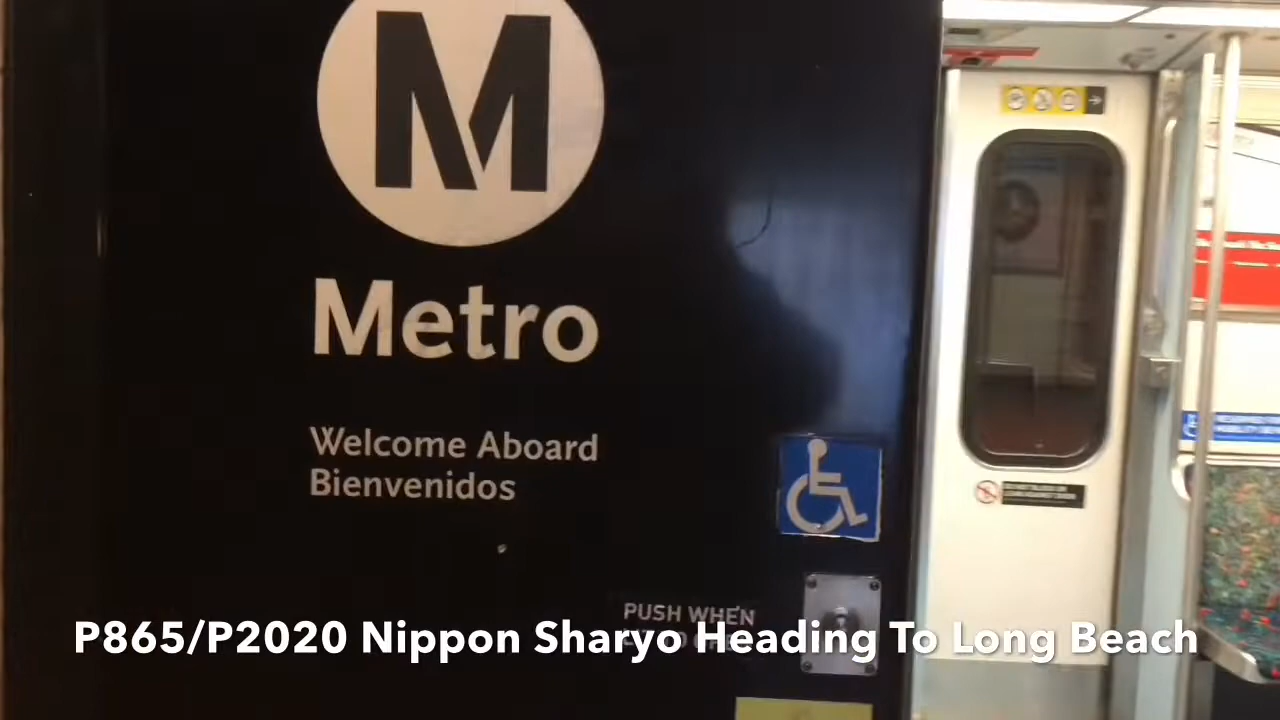 M
Metro
Welcome Aboard
Bienvenidos
PUSH WHEN
P865/P2020 Nippon Sharyo Heading To Long Beach